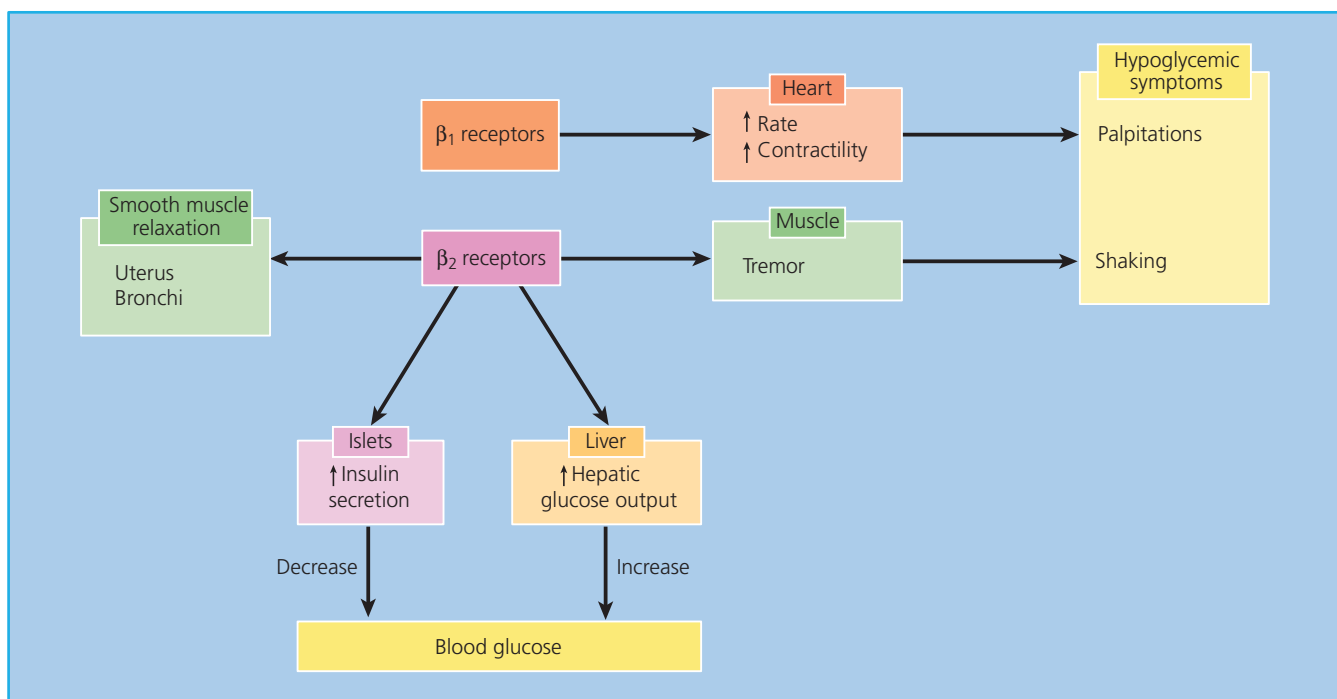 Hypoglycemic
symptoms
Heart
↑ Rate
↑ Contractility
β₁ receptors
Palpitations
Smooth muscle
relaxation
Uterus
Bronchi
β₂ receptors
Muscle
Tremor
Shaking
Islets
↑ Insulin
secretion
Liver
↑ Hepatic
glucose output
Decrease
Increase
Blood glucose